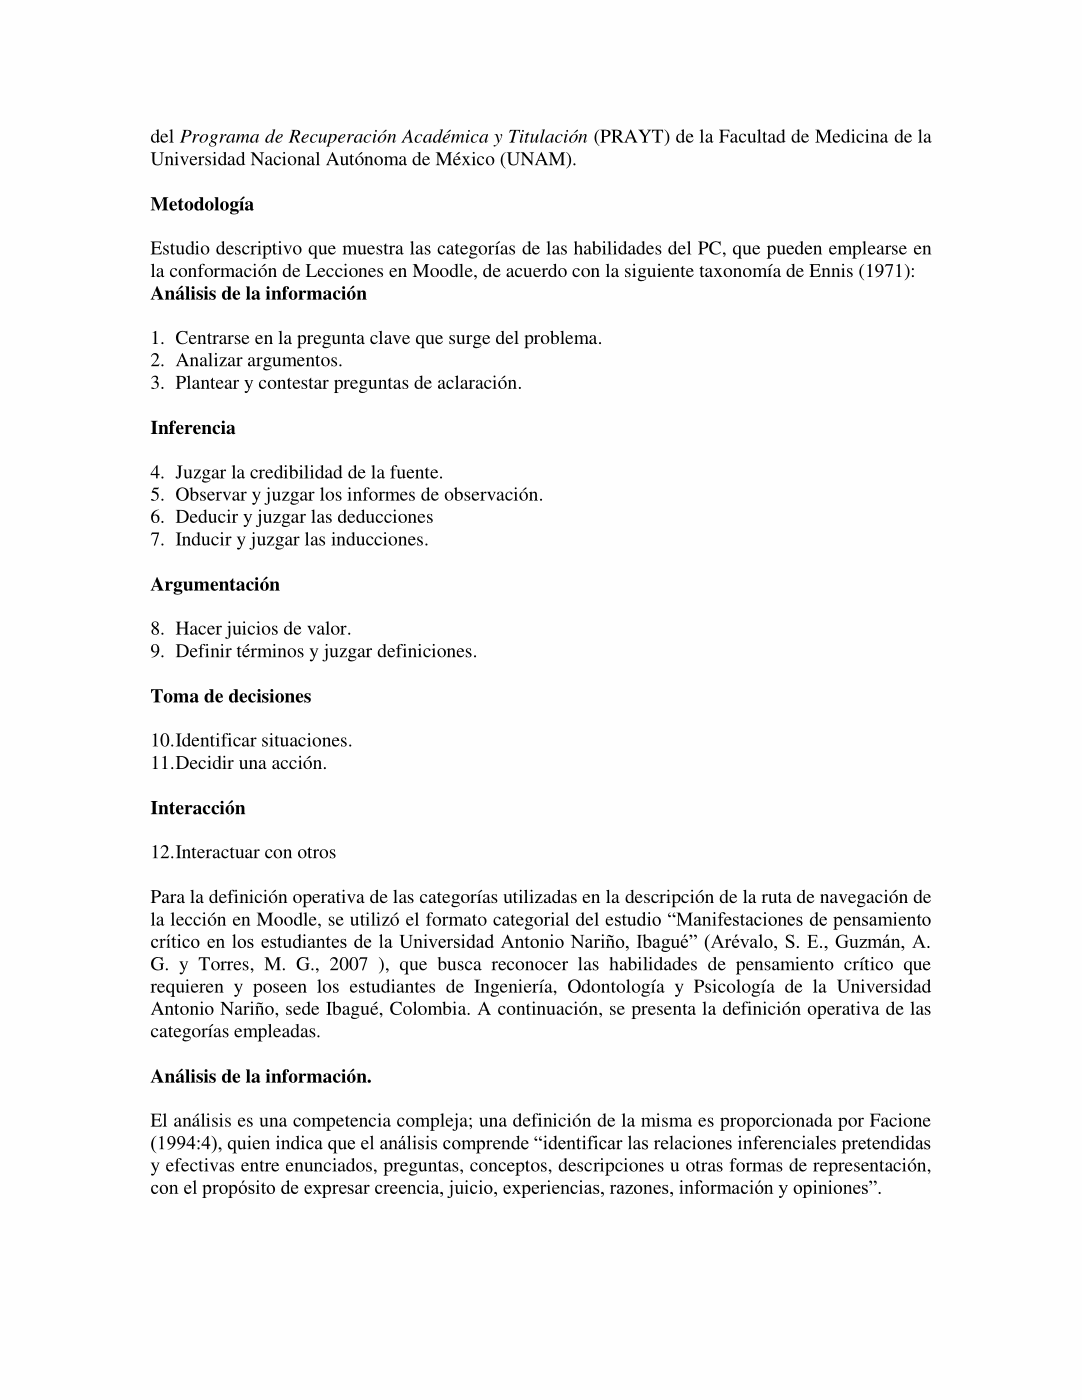 del Programa de Recuperación Académica y Titulación (PRAYT) de la Facultad de Medicina de la
Universidad Nacional Autónoma de México (UNAM).
Metodología
Estudio descriptivo que muestra las categorías de las habilidades del PC, que pueden emplearse en
la conformación de Lecciones en Moodle, de acuerdo con la siguiente taxonomía de Ennis (1971):
Análisis de la información
1. Centrarse en la pregunta clave que surge del problema.
2. Analizar argumentos.
3. Plantear y contestar preguntas de aclaración.
Inferencia
4. Juzgar la credibilidad de la fuente.
5. Observar y juzgar los informes de observación.
6. Deducir y juzgar las deducciones
7. Inducir y juzgar las inducciones.
Argumentación
8. Hacer juicios de valor.
9. Definir términos y juzgar definiciones.
Toma de decisiones
10.Identificar situaciones.
11.Decidir una acción.
Interacción
12.Interactuar con otros
Para la definición operativa de las categorías utilizadas en la descripción de la ruta de navegación de
la lección en Moodle, se utilizó el formato categorial del estudio “Manifestaciones de pensamiento
crítico en los estudiantes de la Universidad Antonio Nariño, Ibagué” (Arévalo, S. E., Guzmán, A.
G. y Torres, M. G., 2007 ), que busca reconocer las habilidades de pensamiento crítico que
requieren y poseen los estudiantes de Ingeniería, Odontología y Psicología de la Universidad
Antonio Nariño, sede Ibagué, Colombia. A continuación, se presenta la definición operativa de las
categorías empleadas.
Análisis de la información.
El análisis es una competencia compleja; una definición de la misma es proporcionada por Facione
(1994:4), quien indica que el análisis comprende “identificar las relaciones inferenciales pretendidas
y efectivas entre enunciados, preguntas, conceptos, descripciones u otras formas de representación,
con el propósito de expresar creencia, juicio, experiencias, razones, información y opiniones”.